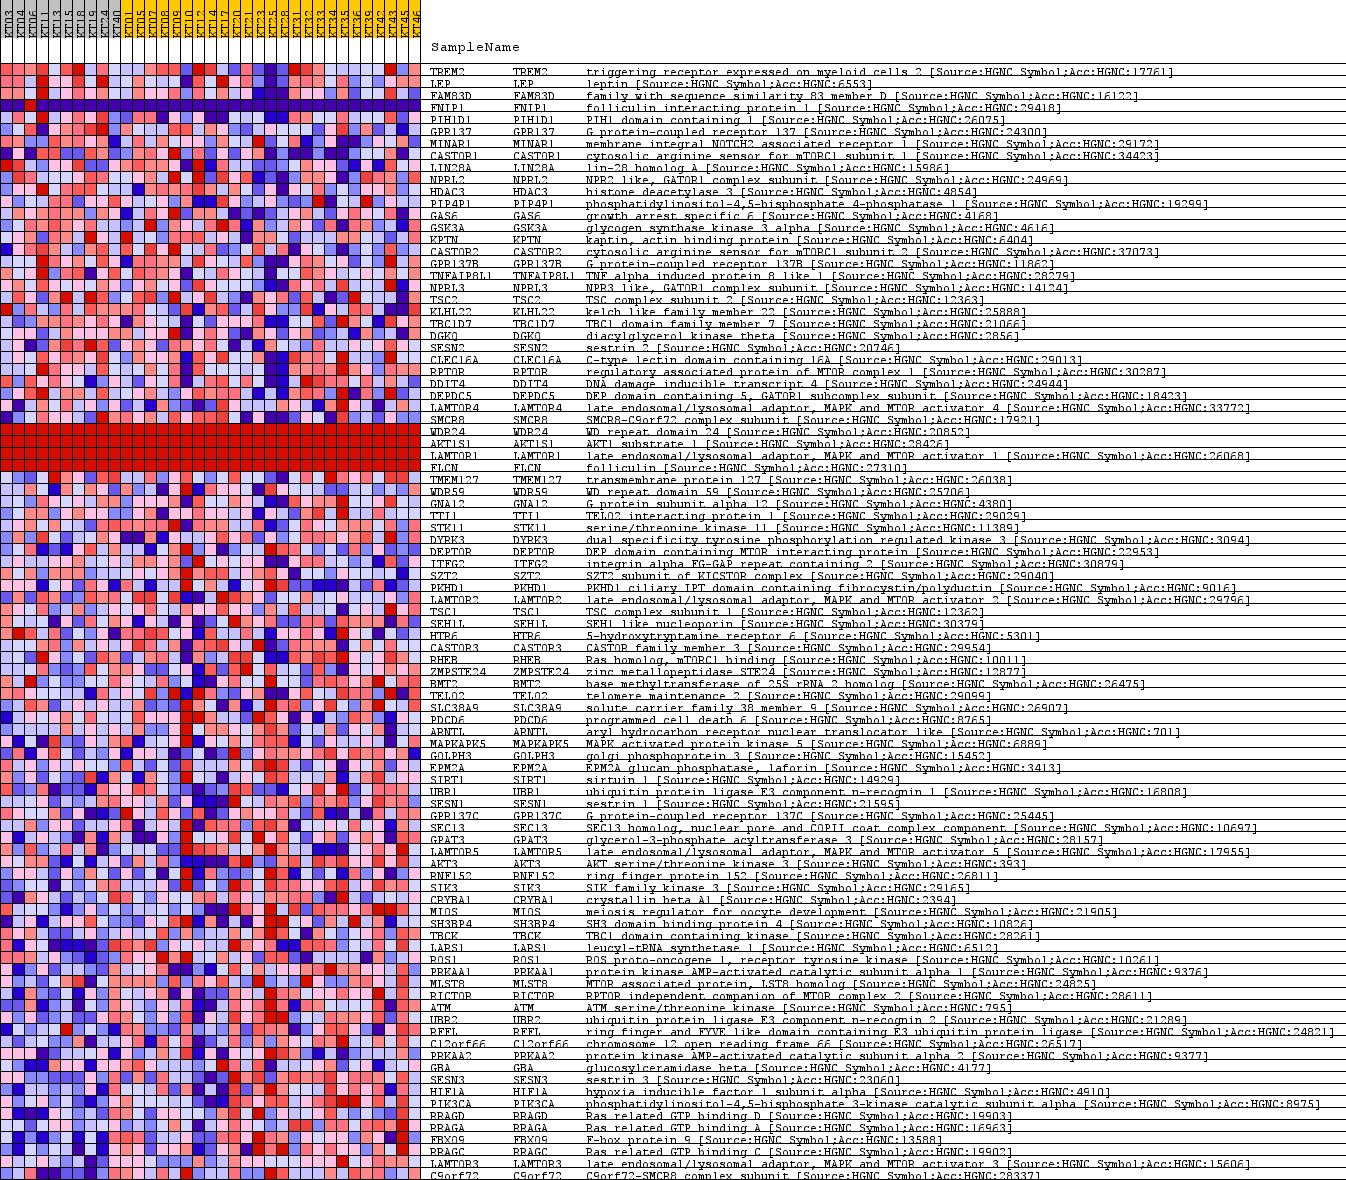 KT03 KT04 KT06 KT11 KT13 KT15 KT18 KT19 KT24 KT40 KT01 KT05 KT07 KT08 KT09 KT10 KT12 KT14 KT17 KT20 KT21 KT23 KT25 KT28 KT31 KT32 KT33 KT34 KT35 KT36 KT39 KT42 KT43 KT45 KT46
SampleName
TREM2 TREM2 triggering receptor expressed on myeloid cells 2 [Source:HGNC Symbol;Acc:HGNC:17761]
LEP LEP leptin [Source:HGNC Symbol;Acc:HGNC:6553]
FAM83D FAM83D family with sequence similarity 83 member D [Source:HGNC Symbol;Acc:HGNC:16122]
FNIP1 FNIP1 folliculin interacting protein 1 [Source:HGNC Symbol;Acc:HGNC:29418]
PIH1D1 PIH1D1 PIH1 domain containing 1 [Source:HGNC Symbol;Acc:HGNC:26075]
GPR137 GPR137 G protein-coupled receptor 137 [Source:HGNC Symbol;Acc:HGNC:24300]
MINAR1 MINAR1 membrane integral NOTCH2 associated receptor 1 [Source:HGNC Symbol;Acc:HGNC:29172]
CASTOR1 CASTOR1 cytosolic arginine sensor for mTORC1 subunit 1 [Source:HGNC Symbol;Acc:HGNC:34423]
LIN28A LIN28A lin-28 homolog A [Source:HGNC Symbol;Acc:HGNC:15986]
NPRL2 NPRL2 NPR2 like, GATOR1 complex subunit [Source:HGNC Symbol;Acc:HGNC:24969]
HDAC3 HDAC3 histone deacetylase 3 [Source:HGNC Symbol;Acc:HGNC:4854]
PIP4P1 PIP4P1 phosphatidylinositol-4,5-bisphosphate 4-phosphatase 1 [Source:HGNC Symbol;Acc:HGNC:19299]
GAS6 GAS6 growth arrest specific 6 [Source:HGNC Symbol;Acc:HGNC:4168]
GSK3A GSK3A glycogen synthase kinase 3 alpha [Source:HGNC Symbol;Acc:HGNC:4616]
KPTN KPTN kaptin, actin binding protein [Source:HGNC Symbol;Acc:HGNC:6404]
CASTOR2 CASTOR2 cytosolic arginine sensor for mTORC1 subunit 2 [Source:HGNC Symbol;Acc:HGNC:37073]
GPR137B GPR137B G protein-coupled receptor 137B [Source:HGNC Symbol;Acc:HGNC:11862]
TNFAIP8L1 TNFAIP8L1 TNF alpha induced protein 8 like 1 [Source:HGNC Symbol;Acc:HGNC:28279]
NPRL3 NPRL3 NPR3 like, GATOR1 complex subunit [Source:HGNC Symbol;Acc:HGNC:14124]
TSC2 TSC2 TSC complex subunit 2 [Source:HGNC Symbol;Acc:HGNC:12363]
KLHL22 KLHL22 kelch like family member 22 [Source:HGNC Symbol;Acc:HGNC:25888]
TBC1D7 TBC1D7 TBC1 domain family member 7 [Source:HGNC Symbol;Acc:HGNC:21066]
DGKQ DGKQ diacylglycerol kinase theta [Source:HGNC Symbol;Acc:HGNC:2856]
SESN2 SESN2 sestrin 2 [Source:HGNC Symbol;Acc:HGNC:20746]
CLEC16A CLEC16A C-type lectin domain containing 16A [Source:HGNC Symbol;Acc:HGNC:29013]
RPTOR RPTOR regulatory associated protein of MTOR complex 1 [Source:HGNC Symbol;Acc:HGNC:30287]
DDIT4 DDIT4 DNA damage inducible transcript 4 [Source:HGNC Symbol;Acc:HGNC:24944]
DEPDC5 DEPDC5 DEP domain containing 5, GATOR1 subcomplex subunit [Source:HGNC Symbol;Acc:HGNC:18423]
LAMTOR4 LAMTOR4 late endosomal/lysosomal adaptor, MAPK and MTOR activator 4 [Source:HGNC Symbol;Acc:HGNC:33772]
SMCR8 SMCR8 SMCR8-C9orf72 complex subunit [Source:HGNC Symbol;Acc:HGNC:17921]
WDR24 WDR24 WD repeat domain 24 [Source:HGNC Symbol;Acc:HGNC:20852]
AKT1S1 AKT1S1 AKT1 substrate 1 [Source:HGNC Symbol;Acc:HGNC:28426]
LAMTOR1 LAMTOR1 late endosomal/lysosomal adaptor, MAPK and MTOR activator 1 [Source:HGNC Symbol;Acc:HGNC:26068]
FLCN FLCN folliculin [Source:HGNC Symbol;Acc:HGNC:27310]
TMEM127 TMEM127 transmembrane protein 127 [Source:HGNC Symbol;Acc:HGNC:26038]
WDR59 WDR59 WD repeat domain 59 [Source:HGNC Symbol;Acc:HGNC:25706]
GNA12 GNA12 G protein subunit alpha 12 [Source:HGNC Symbol;Acc:HGNC:4380]
TTI1 TTI1 TELO2 interacting protein 1 [Source:HGNC Symbol;Acc:HGNC:29029]
STK11 STK11 serine/threonine kinase 11 [Source:HGNC Symbol;Acc:HGNC:11389]
DYRK3 DYRK3 dual specificity tyrosine phosphorylation regulated kinase 3 [Source:HGNC Symbol;Acc:HGNC:3094]
DEPTOR DEPTOR DEP domain containing MTOR interacting protein [Source:HGNC Symbol;Acc:HGNC:22953]
ITFG2 ITFG2 integrin alpha FG-GAP repeat containing 2 [Source:HGNC Symbol;Acc:HGNC:30879]
SZT2 SZT2 SZT2 subunit of KICSTOR complex [Source:HGNC Symbol;Acc:HGNC:29040]
PKHD1 PKHD1 PKHD1 ciliary IPT domain containing fibrocystin/polyductin [Source:HGNC Symbol;Acc:HGNC:9016]
LAMTOR2 LAMTOR2 late endosomal/lysosomal adaptor, MAPK and MTOR activator 2 [Source:HGNC Symbol;Acc:HGNC:29796]
TSC1 TSC1 TSC complex subunit 1 [Source:HGNC Symbol;Acc:HGNC:12362]
SEH1L SEH1L SEH1 like nucleoporin [Source:HGNC Symbol;Acc:HGNC:30379]
HTR6 HTR6 5-hydroxytryptamine receptor 6 [Source:HGNC Symbol;Acc:HGNC:5301]
CASTOR3 CASTOR3 CASTOR family member 3 [Source:HGNC Symbol;Acc:HGNC:29954]
RHEB RHEB Ras homolog, mTORC1 binding [Source:HGNC Symbol;Acc:HGNC:10011]
ZMPSTE24 ZMPSTE24 zinc metallopeptidase STE24 [Source:HGNC Symbol;Acc:HGNC:12877]
BMT2 BMT2 base methyltransferase of 25S rRNA 2 homolog [Source:HGNC Symbol;Acc:HGNC:26475]
TELO2 TELO2 telomere maintenance 2 [Source:HGNC Symbol;Acc:HGNC:29099]
SLC38A9 SLC38A9 solute carrier family 38 member 9 [Source:HGNC Symbol;Acc:HGNC:26907]
PDCD6 PDCD6 programmed cell death 6 [Source:HGNC Symbol;Acc:HGNC:8765]
ARNTL ARNTL aryl hydrocarbon receptor nuclear translocator like [Source:HGNC Symbol;Acc:HGNC:701]
MAPKAPK5 MAPKAPK5 MAPK activated protein kinase 5 [Source:HGNC Symbol;Acc:HGNC:6889]
GOLPH3 GOLPH3 golgi phosphoprotein 3 [Source:HGNC Symbol;Acc:HGNC:15452]
EPM2A EPM2A EPM2A glucan phosphatase, laforin [Source:HGNC Symbol;Acc:HGNC:3413]
SIRT1 SIRT1 sirtuin 1 [Source:HGNC Symbol;Acc:HGNC:14929]
UBR1 UBR1 ubiquitin protein ligase E3 component n-recognin 1 [Source:HGNC Symbol;Acc:HGNC:16808]
SESN1 SESN1 sestrin 1 [Source:HGNC Symbol;Acc:HGNC:21595]
GPR137C GPR137C G protein-coupled receptor 137C [Source:HGNC Symbol;Acc:HGNC:25445]
SEC13 SEC13 SEC13 homolog, nuclear pore and COPII coat complex component [Source:HGNC Symbol;Acc:HGNC:10697]
GPAT3 GPAT3 glycerol-3-phosphate acyltransferase 3 [Source:HGNC Symbol;Acc:HGNC:28157]
LAMTOR5 LAMTOR5 late endosomal/lysosomal adaptor, MAPK and MTOR activator 5 [Source:HGNC Symbol;Acc:HGNC:17955]
AKT3 AKT3 AKT serine/threonine kinase 3 [Source:HGNC Symbol;Acc:HGNC:393]
RNF152 RNF152 ring finger protein 152 [Source:HGNC Symbol;Acc:HGNC:26811]
SIK3 SIK3 SIK family kinase 3 [Source:HGNC Symbol;Acc:HGNC:29165]
CRYBA1 CRYBA1 crystallin beta A1 [Source:HGNC Symbol;Acc:HGNC:2394]
MIOS MIOS meiosis regulator for oocyte development [Source:HGNC Symbol;Acc:HGNC:21905]
SH3BP4 SH3BP4 SH3 domain binding protein 4 [Source:HGNC Symbol;Acc:HGNC:10826]
TBCK TBCK TBC1 domain containing kinase [Source:HGNC Symbol;Acc:HGNC:28261]
LARS1 LARS1 leucyl-tRNA synthetase 1 [Source:HGNC Symbol;Acc:HGNC:6512]
ROS1 ROS1 ROS proto-oncogene 1, receptor tyrosine kinase [Source:HGNC Symbol;Acc:HGNC:10261]
PRKAA1 PRKAA1 protein kinase AMP-activated catalytic subunit alpha 1 [Source:HGNC Symbol;Acc:HGNC:9376]
MLST8 MLST8 MTOR associated protein, LST8 homolog [Source:HGNC Symbol;Acc:HGNC:24825]
RICTOR RICTOR RPTOR independent companion of MTOR complex 2 [Source:HGNC Symbol;Acc:HGNC:28611]
ATM ATM ATM serine/threonine kinase [Source:HGNC Symbol;Acc:HGNC:795]
UBR2 UBR2 ubiquitin protein ligase E3 component n-recognin 2 [Source:HGNC Symbol;Acc:HGNC:21289]
RFFL RFFL ring finger and FYVE like domain containing E3 ubiquitin protein ligase [Source:HGNC Symbol;Acc:HGNC:24821]
C12orf66 C12orf66 chromosome 12 open reading frame 66 [Source:HGNC Symbol;Acc:HGNC:26517]
PRKAA2 PRKAA2 protein kinase AMP-activated catalytic subunit alpha 2 [Source:HGNC Symbol;Acc:HGNC:9377]
GBA GBA glucosylceramidase beta [Source:HGNC Symbol;Acc:HGNC:4177]
SESN3 SESN3 sestrin 3 [Source:HGNC Symbol;Acc:HGNC:23060]
HIF1A HIF1A hypoxia inducible factor 1 subunit alpha [Source:HGNC Symbol;Acc:HGNC:4910]
PIK3CA PIK3CA phosphatidylinositol-4,5-bisphosphate 3-kinase catalytic subunit alpha [Source:HGNC Symbol;Acc:HGNC:8975]
RRAGD RRAGD Ras related GTP binding D [Source:HGNC Symbol;Acc:HGNC:19903]
RRAGA RRAGA Ras related GTP binding A [Source:HGNC Symbol;Acc:HGNC:16963]
FBXO9 FBXO9 F-box protein 9 [Source:HGNC Symbol;Acc:HGNC:13588]
RRAGC RRAGC Ras related GTP binding C [Source:HGNC Symbol;Acc:HGNC:19902]
LAMTOR3 LAMTOR3 late endosomal/lysosomal adaptor, MAPK and MTOR activator 3 [Source:HGNC Symbol;Acc:HGNC:15606]
C9orf72 C9orf72 C9orf72-SMCR8 complex subunit [Source:HGNC Symbol;Acc:HGNC:28337]